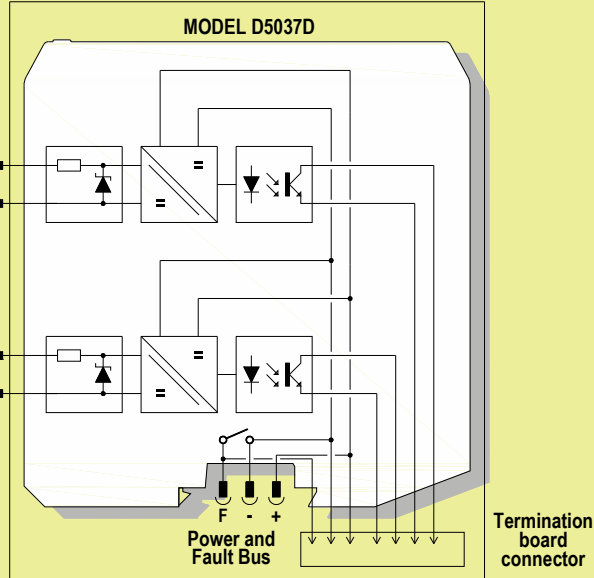 MODEL D5037D
F - +
Power and
Fault Bus
Termination
board
connector